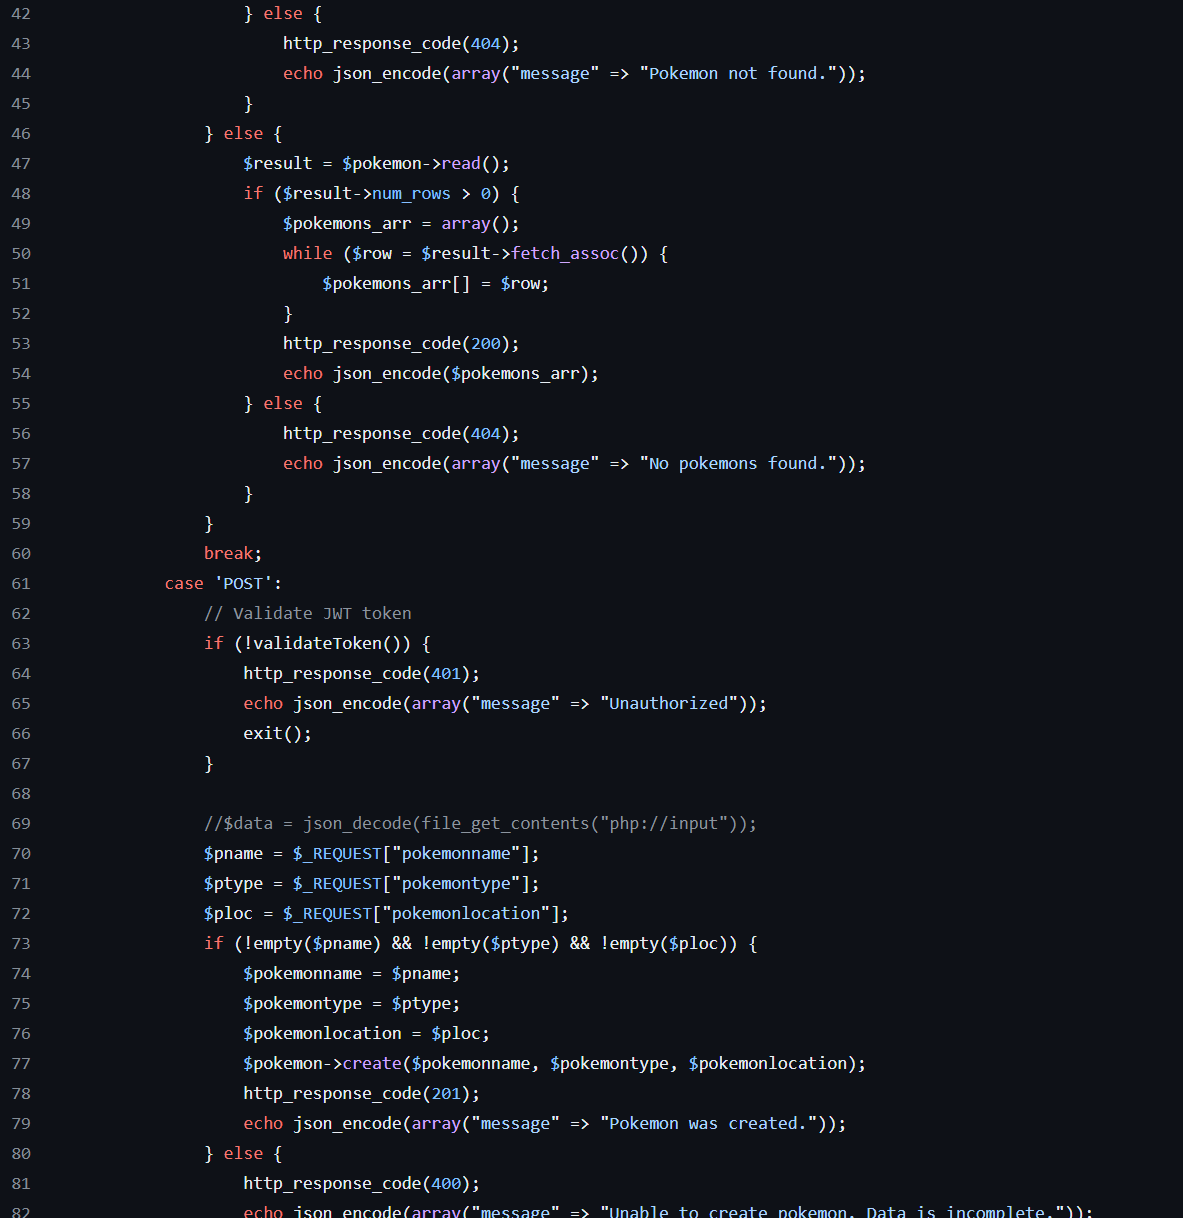 42                    } else {
43                        http_response_code(404);
44                        echo json_encode(array("message" => "Pokemon not found."));
45                    }
46                } else {
47                    $result = $pokemon->read();
48                    if ($result->num_rows > 0) {
49                        $pokemons_arr = array();
50                        while ($row = $result->fetch_assoc()) {
51                            $pokemons_arr[] = $row;
52                        }
53                        http_response_code(200);
54                        echo json_encode($pokemons_arr);
55                    } else {
56                        http_response_code(404);
57                        echo json_encode(array("message" => "No pokemons found."));
58                    }
59                }
60                break;
61            case 'POST':
62                // Validate JWT token
63                if (!validateToken()) {
64                    http_response_code(401);
65                    echo json_encode(array("message" => "Unauthorized"));
66                    exit();
67                }
68
69                //$data = json_decode(file_get_contents("php://input"));
70                $pname = $_REQUEST["pokemonname"];
71                $ptype = $_REQUEST["pokemontype"];
72                $ploc = $_REQUEST["pokemonlocation"];
73                if (!empty($pname) && !empty($ptype) && !empty($ploc)) {
74                    $pokemonname = $pname;
75                    $pokemontype = $ptype;
76                    $pokemonlocation = $ploc;
77                    $pokemon->create($pokemonname, $pokemontype, $pokemonlocation);
78                    http_response_code(201);
79                    echo json_encode(array("message" => "Pokemon was created."));
80                } else {
81                    http_response_code(400);
82                    echo json_encode(array("message" => "Unable to create pokemon. Data is incomplete."));